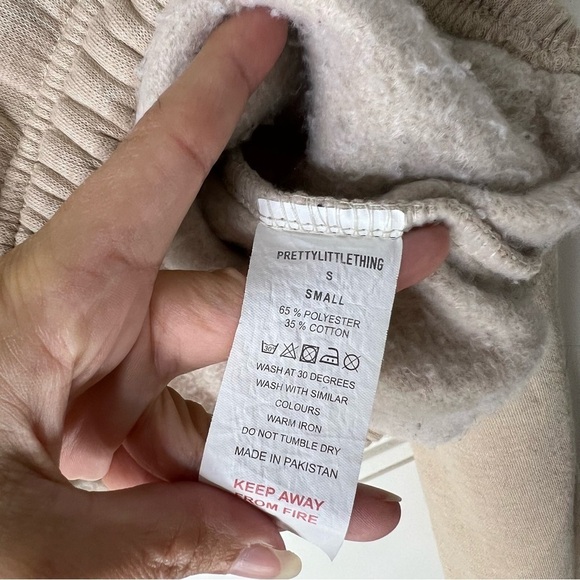 PRETTYLITTLETHING
S
SMALL
65 % POLYESTER
35 % COTTON
30°
WASH AT 30 DEGREES
WASH WITH SIMILAR
COLOURS
WARM IRON
DO NOT TUMBLE DRY
MADE IN PAKISTAN
KEEP AWAY
FROM FIRE